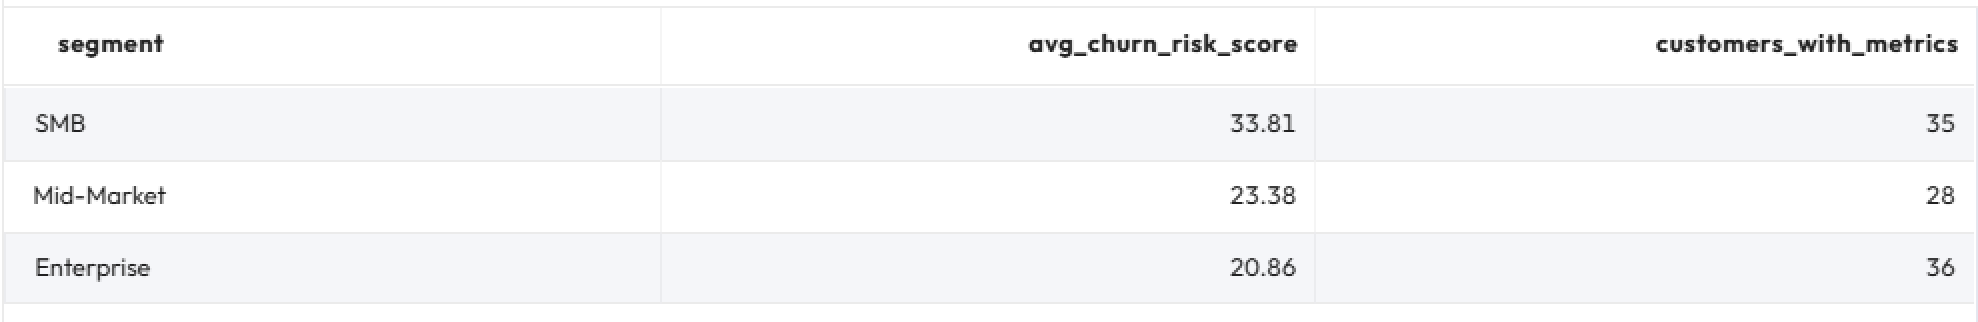 segment avg_churn_risk_score customers_with_metrics
SMB 33.81 35
Mid-Market 23.38 28
Enterprise 20.86 36